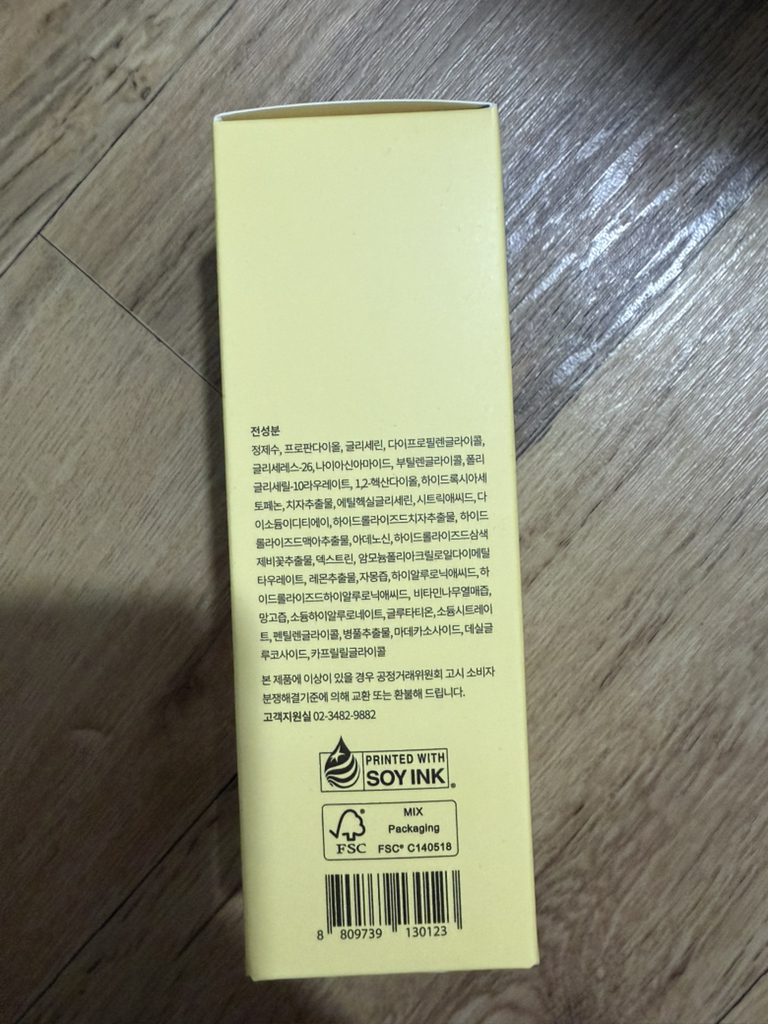 전성분
정제수, 프로판다이올, 글리세린, 다이프로필렌글라이콜,
글리세레스-26, 나이아신아마이드, 부틸렌글라이콜, 폴리
글리세릴-10라우레이트, 1,2-헥산다이올, 하이드록시아세
토페논, 치자추출물, 에틸헥실글리세린, 시트릭애씨드, 다
이소듐이디티에이, 하이드롤라이즈드치자추출물, 하이드
롤라이즈드맥아추출물, 아데노신, 하이드롤라이즈드삼색
제비꽃추출물, 덱스트린, 암모늄폴리아크릴로일다이메틸
타우레이트, 레몬추출물, 자몽즙, 하이알루로닉애씨드, 하
이드롤라이즈드하이알루로닉애씨드, 비타민나무열매즙,
망고즙, 소듐하이알루로네이트, 글루타티온, 소듐시트레이
트, 펜틸렌글라이콜, 병풀추출물, 마데카소사이드, 데실글
루코사이드, 카프릴릴글라이콜
본 제품에 이상이 있을 경우 공정거래위원회 고시 소비자
분쟁해결기준에 의해 교환 또는 환불해 드립니다.
고객지원실 02-3482-9882
PRINTED WITH
SOY INK
MIX
Packaging
FSC FSC® C140518
8 809739 130123